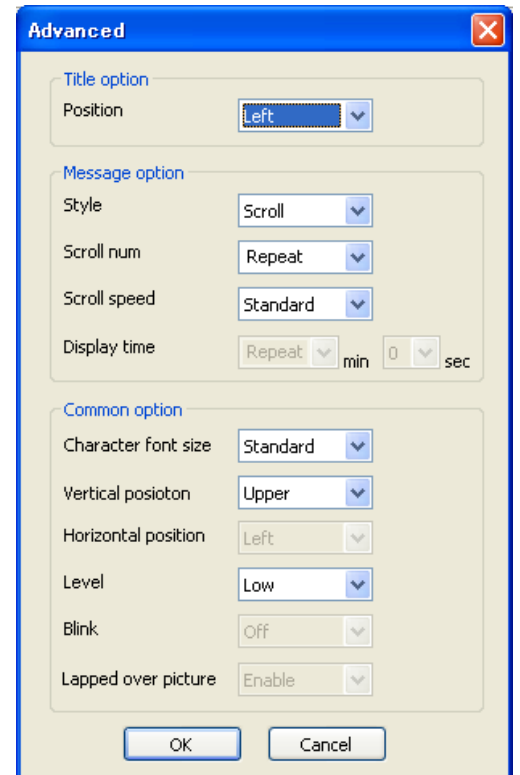 Advanced
Title option
Position Left
Message option
Style Scroll
Scroll num Repeat
Scroll speed Standard
Display time Repeat min 0 sec
Common option
Character font size Standard
Vertical posioton Upper
Horizontal position Left
Level Low
Blink Off
Lapped over picture Enable
OK Cancel